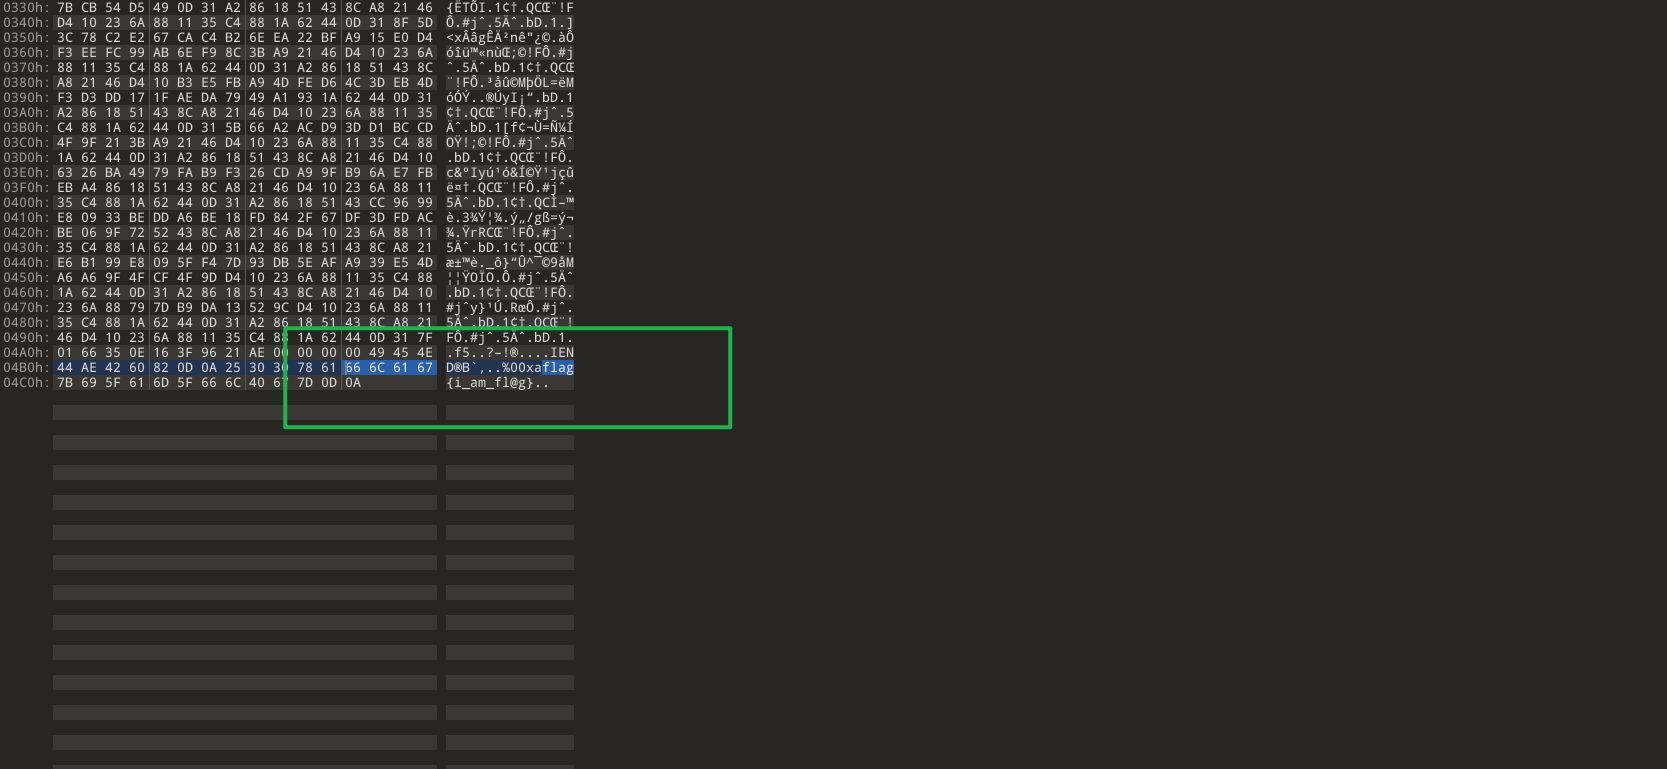 0330h: 7B CB 54 D5 49 0D 31 A2 86 18 51 43 8C A8 21 46 {ËTÕI.1¢†.QCŒ¨!F
0340h: D4 10 23 6A 88 11 35 C4 88 1A 62 44 0D 31 8F 5D Ô.#jˆ.5Äˆ.bD.1.]
0350h: 3C 78 C2 E2 67 CA C4 B2 6E EA 22 BF A9 15 E0 D4 <xÂâgÊÄ²nê"¿©.àÔ
0360h: F3 EE FC 99 AB 6E F9 8C 3B A9 21 46 D4 10 23 6A óîü™«nùŒ;©!FÔ.#j
0370h: 88 11 35 C4 88 1A 62 44 0D 31 A2 86 18 51 43 8C ˆ.5Äˆ.bD.1¢†.QCŒ
0380h: A8 21 46 D4 10 B3 E5 FB A9 4D FE D6 4C 3D EB 4D ¨!FÔ.³åû©MþÖL=ëM
0390h: F3 D3 DD 17 1F AE DA 79 49 A1 93 1A 62 44 0D 31 óÓÝ..®ÚyI¡“.bD.1
03A0h: A2 86 18 51 43 8C A8 21 46 D4 10 23 6A 88 11 35 ¢†.QCŒ¨!FÔ.#jˆ.5
03B0h: C4 88 1A 62 44 0D 31 5B 66 A2 AC D9 3D D1 BC CD Äˆ.bD.1[f¢¬Ù=Ñ¼Í
03C0h: 4F 9F 21 3B A9 21 46 D4 10 23 6A 88 11 35 C4 88 OŸ!;©!FÔ.#jˆ.5Äˆ
03D0h: 1A 62 44 0D 31 A2 86 18 51 43 8C A8 21 46 D4 10 .bD.1¢†.QCŒ¨!FÔ.
03E0h: 63 26 BA 49 79 FA B9 F3 26 CD A9 9F B9 6A E7 FB c&ºIyú¹ó&Í©Ÿ¹jçû
03F0h: EB A4 86 18 51 43 8C A8 21 46 D4 10 23 6A 88 11 ë¤†.QCŒ¨!FÔ.#jˆ.
0400h: 35 C4 88 1A 62 44 0D 31 A2 86 18 51 43 CC 96 99 5Äˆ.bD.1¢†.QCÌ–™
0410h: E8 09 33 BE DD A6 BE 18 FD 84 2F 67 DF 3D FD AC è.3¾Ý¦¾.ý„/gß=ý¬
0420h: BE 06 9F 72 52 43 8C A8 21 46 D4 10 23 6A 88 11 ¾.ŸrRCŒ¨!FÔ.#jˆ.
0430h: 35 C4 88 1A 62 44 0D 31 A2 86 18 51 43 8C A8 21 5Äˆ.bD.1¢†.QCŒ¨!
0440h: E6 B1 99 E8 09 5F F4 7D 93 DB 5E AF A9 39 E5 4D æ±™è._ô}“Û^¯©9åM
0450h: A6 A6 9F 4F CF 4F 9D D4 10 23 6A 88 11 35 C4 88 ¦¦ŸOÏO.Ô.#jˆ.5Äˆ
0460h: 1A 62 44 0D 31 A2 86 18 51 43 8C A8 21 46 D4 10 .bD.1¢†.QCŒ¨!FÔ.
0470h: 23 6A 88 79 7D B9 DA 13 52 9C D4 10 23 6A 88 11 #jˆy}¹Ú.RœÔ.#jˆ.
0480h: 35 C4 88 1A 62 44 0D 31 A2 86 18 51 43 8C A8 21 5Äˆ.bD.1¢†.QCŒ¨!
0490h: 46 D4 10 23 6A 88 11 35 C4 88 1A 62 44 0D 31 7F FÔ.#jˆ.5Äˆ.bD.1.
04A0h: 01 66 35 0E 16 3F 96 21 AE 00 00 00 00 49 45 4E .f5..?–!®....IEN
04B0h: 44 AE 42 60 82 0D 0A 25 30 30 78 61 66 6C 61 67 D®B`‚..%00xaflag
04C0h: 7B 69 5F 61 6D 5F 66 6C 40 67 7D 0D 0A {i_am_fl@g}..